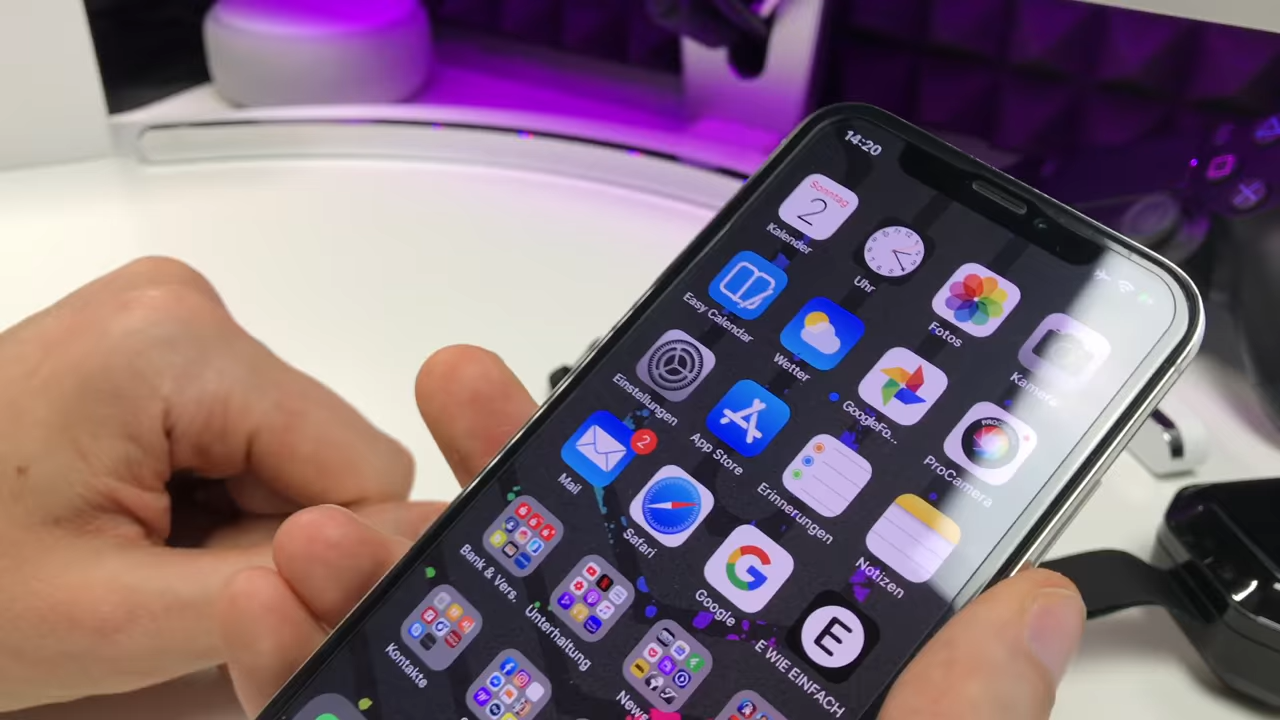 14:20
Sonntag
2
Kalender
Uhr
Fotos
Kamera
Easy Calendar
Wetter
GoogleFo...
ProCamera
Einstellungen
App Store
Erinnerungen
Notizen
Mail
2
Safari
Google
E
E WIE EINFACH
Bank & Vers.
Unterhaltung
News
Kontakte